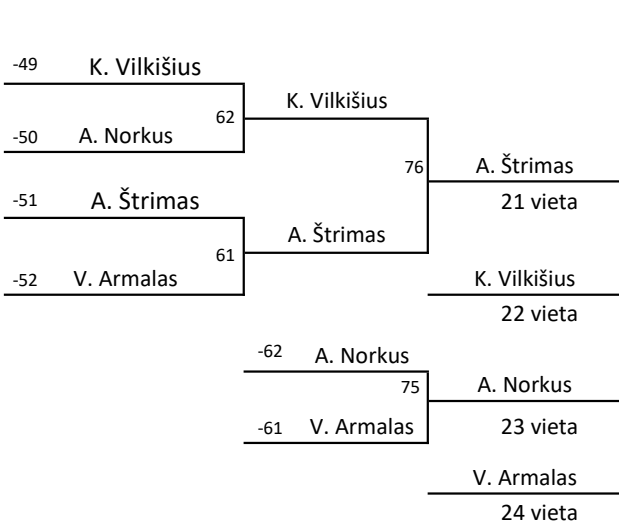 -49 K. Vilkišius
K. Vilkišius
62
-50 A. Norkus
76 A. Štrimas
-51 A. Štrimas
21 vieta
A. Štrimas
61
-52 V. Armalas
K. Vilkišius
22 vieta
-62 A. Norkus
75 A. Norkus
-61 V. Armalas
23 vieta
V. Armalas
24 vieta